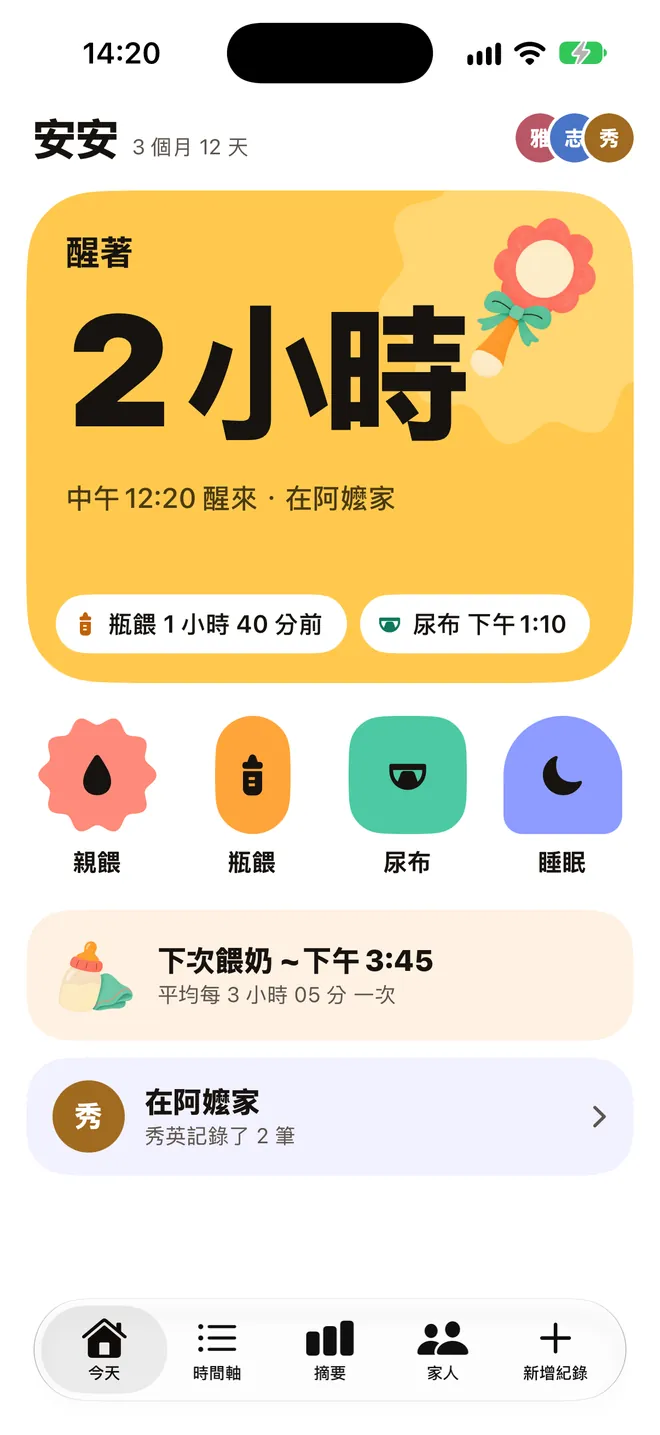 14:20
安安 3 個月 12 天
雅 志 秀
醒著
2 小時
中午 12:20 醒來 · 在阿嬤家
瓶餵 1 小時 40 分前
尿布 下午 1:10
親餵
瓶餵
尿布
睡眠
下次餵奶 ~ 下午 3:45
平均每 3 小時 05 分 一次
秀
在阿嬤家
秀英記錄了 2 筆
今天
時間軸
摘要
家人
新增紀錄